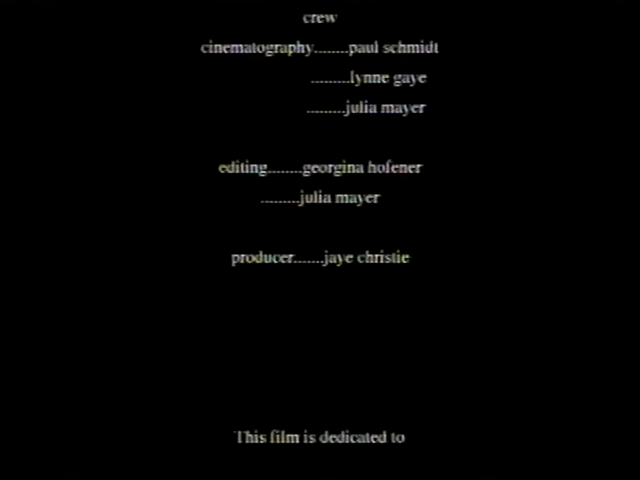 crew
cinematography........paul schmidt
.........lynne gaye
.........julia mayer
editing........georgina hofener
.........julia mayer
producer.......jaye christie
This film is dedicated to